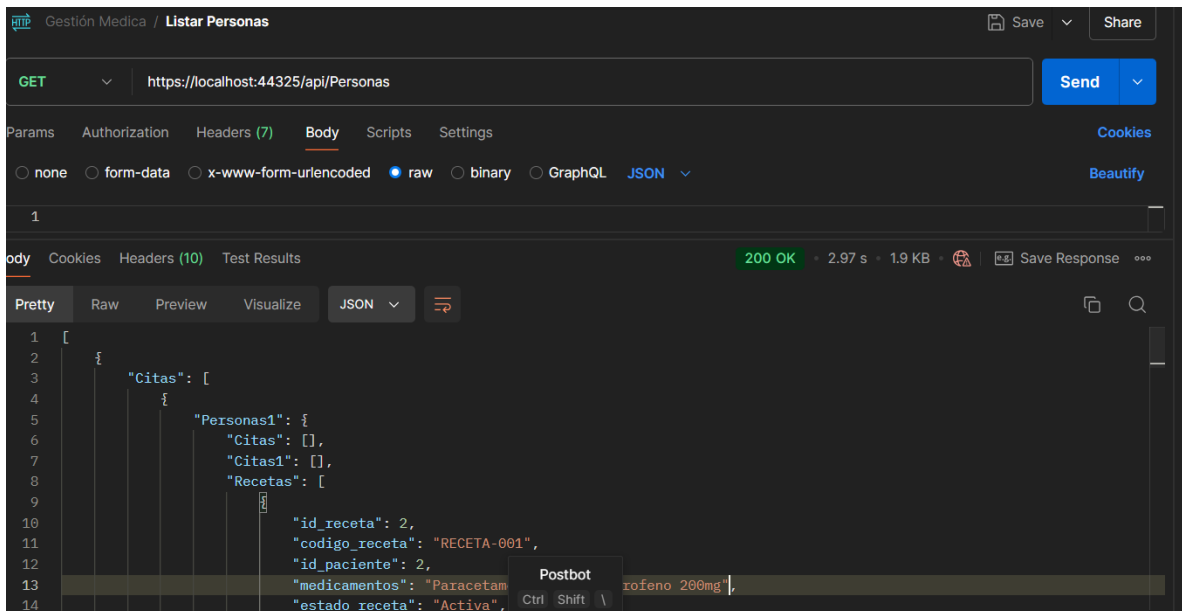 HTTP Gestión Medica / Listar Personas Save Share
GET https://localhost:44325/api/Personas Send
Params Authorization Headers (7) Body Scripts Settings Cookies
none form-data x-www-form-urlencoded raw binary GraphQL JSON Beautify
1
ody Cookies Headers (10) Test Results 200 OK • 2.97 s • 1.9 KB • e.g. Save Response
Pretty Raw Preview Visualize JSON
1 [
2 {
3 "Citas": [
4 {
5 "Personas1": {
6 "Citas": [],
7 "Citas1": [],
8 "Recetas": [
9 {
10 "id_receta": 2,
11 "codigo_receta": "RECETA-001",
12 "id_paciente": 2,
Postbot
13 "medicamentos": "Paracetam rofeno 200mg",
14 "estado_receta": "Activa", Ctrl Shift \